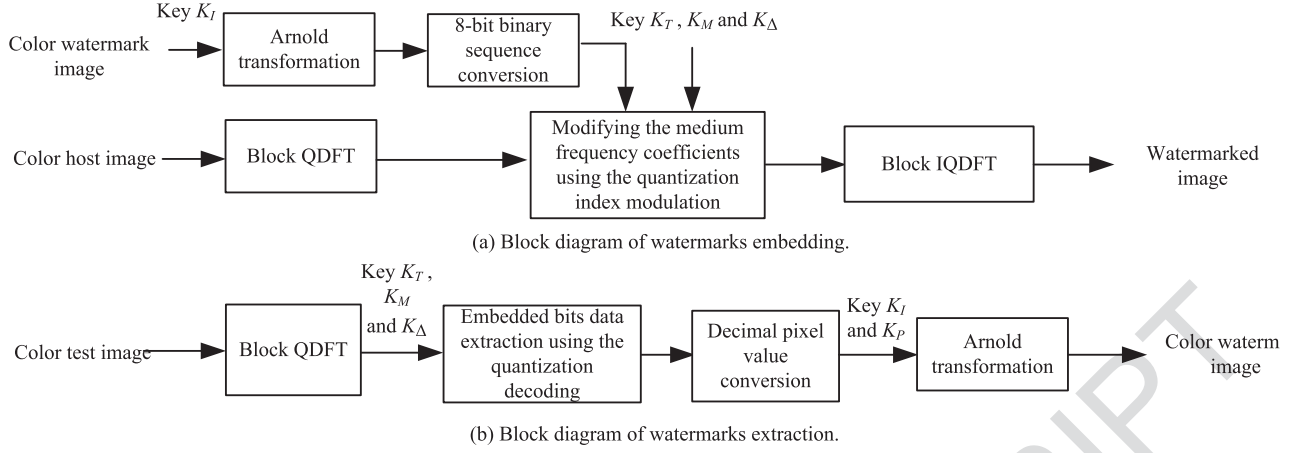 Key K_I
Color watermark
image
Arnold
transformation
8-bit binary
sequence
conversion
Key K_T , K_M and K_Δ
Color host image
Block QDFT
Modifying the medium
frequency coefficients
using the quantization
index modulation
Block IQDFT
Watermarked
image
(a) Block diagram of watermarks embedding.
Color test image
Block QDFT
Key K_T ,
K_M
and K_Δ
Embedded bits data
extraction using the
quantization
decoding
Decimal pixel
value
conversion
Key K_I
and K_P
Arnold
transformation
Color waterm
image
(b) Block diagram of watermarks extraction.
RIPT